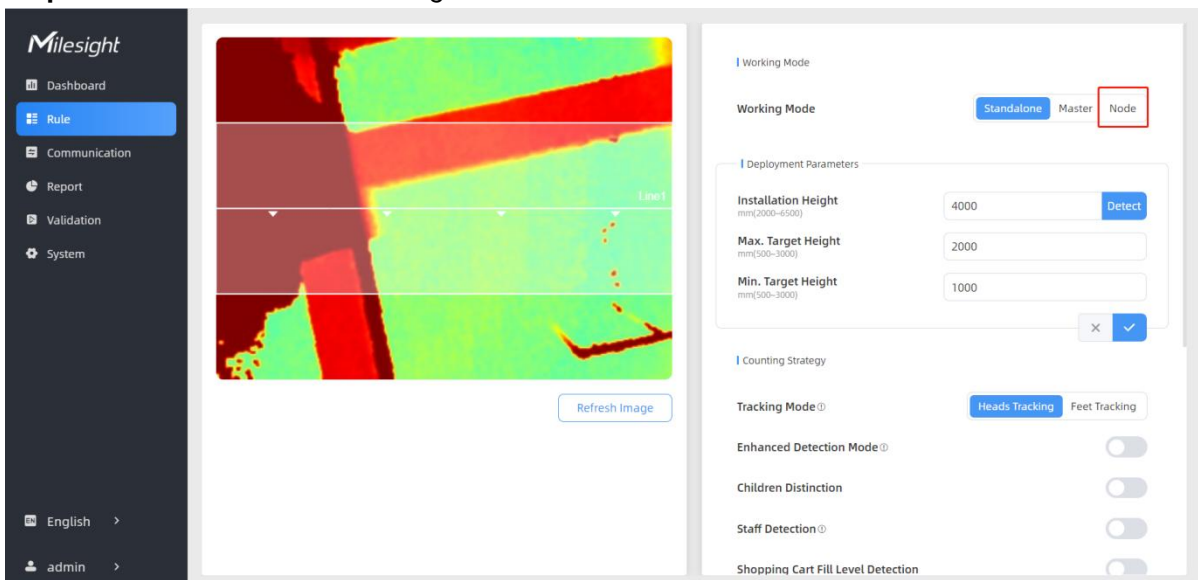 Milesight
Dashboard
Rule
Communication
Report
Validation
System
English >
admin >
Line1
Refresh Image
Working Mode
Working Mode Standalone Master Node
Deployment Parameters
Installation Height 4000 Detect
mm(2000~6500)
Max. Target Height 2000
mm(500~3000)
Min. Target Height 1000
mm(500~3000)
Counting Strategy
Tracking Mode Heads Tracking Feet Tracking
Enhanced Detection Mode
Children Distinction
Staff Detection
Shopping Cart Fill Level Detection